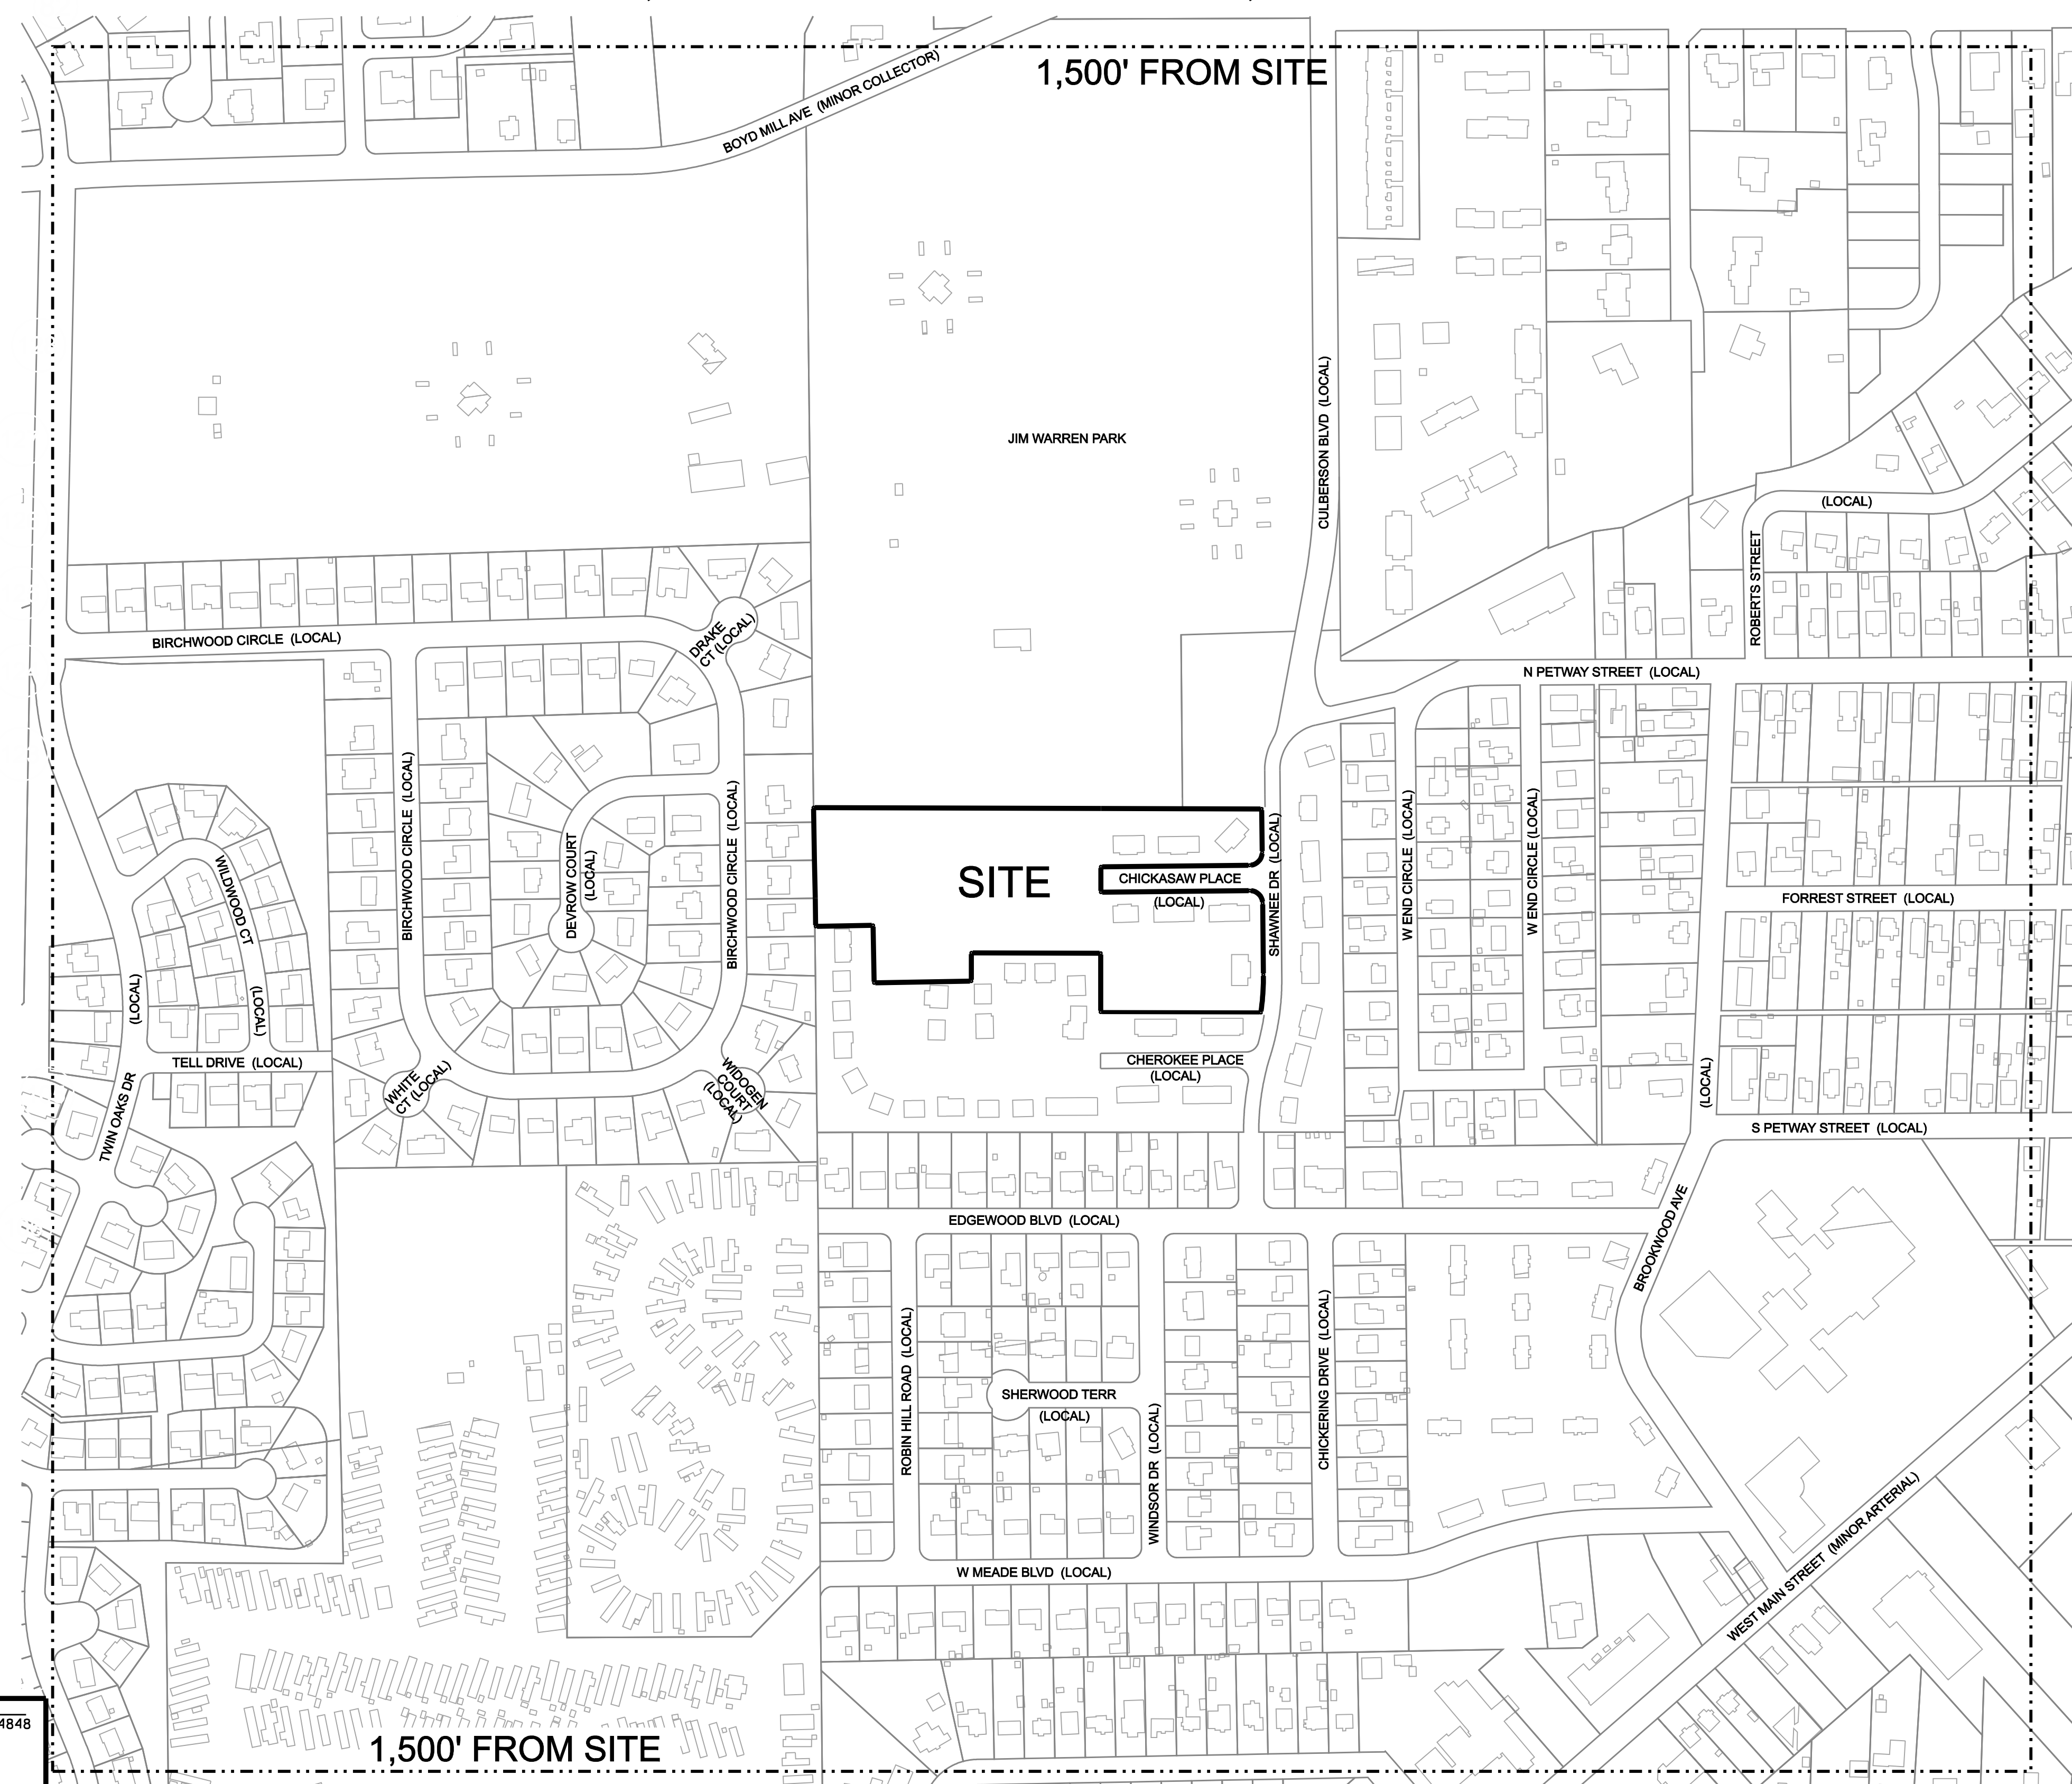 1,500' FROM SITE
BOYD MILL AVE (MINOR COLLECTOR)
JIM WARREN PARK
CULBERSON BLVD (LOCAL)
(LOCAL)
ROBERTS STREET
BIRCHWOOD CIRCLE (LOCAL)
DRAKE
CT (LOCAL)
N PETWAY STREET (LOCAL)
BIRCHWOOD CIRCLE (LOCAL)
DEVROW COURT
(LOCAL)
BIRCHWOOD CIRCLE (LOCAL)
WILDWOOD CT
(LOCAL)
SITE
CHICKASAW PLACE
(LOCAL)
SHAWNEE DR (LOCAL)
W END CIRCLE (LOCAL)
W END CIRCLE (LOCAL)
FORREST STREET (LOCAL)
(LOCAL)
TELL DRIVE (LOCAL)
TWIN OAKS DR
WHITE
CT (LOCAL)
WIDOGEN
COURT
(LOCAL)
CHEROKEE PLACE
(LOCAL)
(LOCAL)
S PETWAY STREET (LOCAL)
EDGEWOOD BLVD (LOCAL)
BROOKWOOD AVE
ROBIN HILL ROAD (LOCAL)
SHERWOOD TERR
(LOCAL)
WINDSOR DR (LOCAL)
CHICKERING DRIVE (LOCAL)
W MEADE BLVD (LOCAL)
WEST MAIN STREET (MINOR ARTERIAL)
4848
1,500' FROM SITE